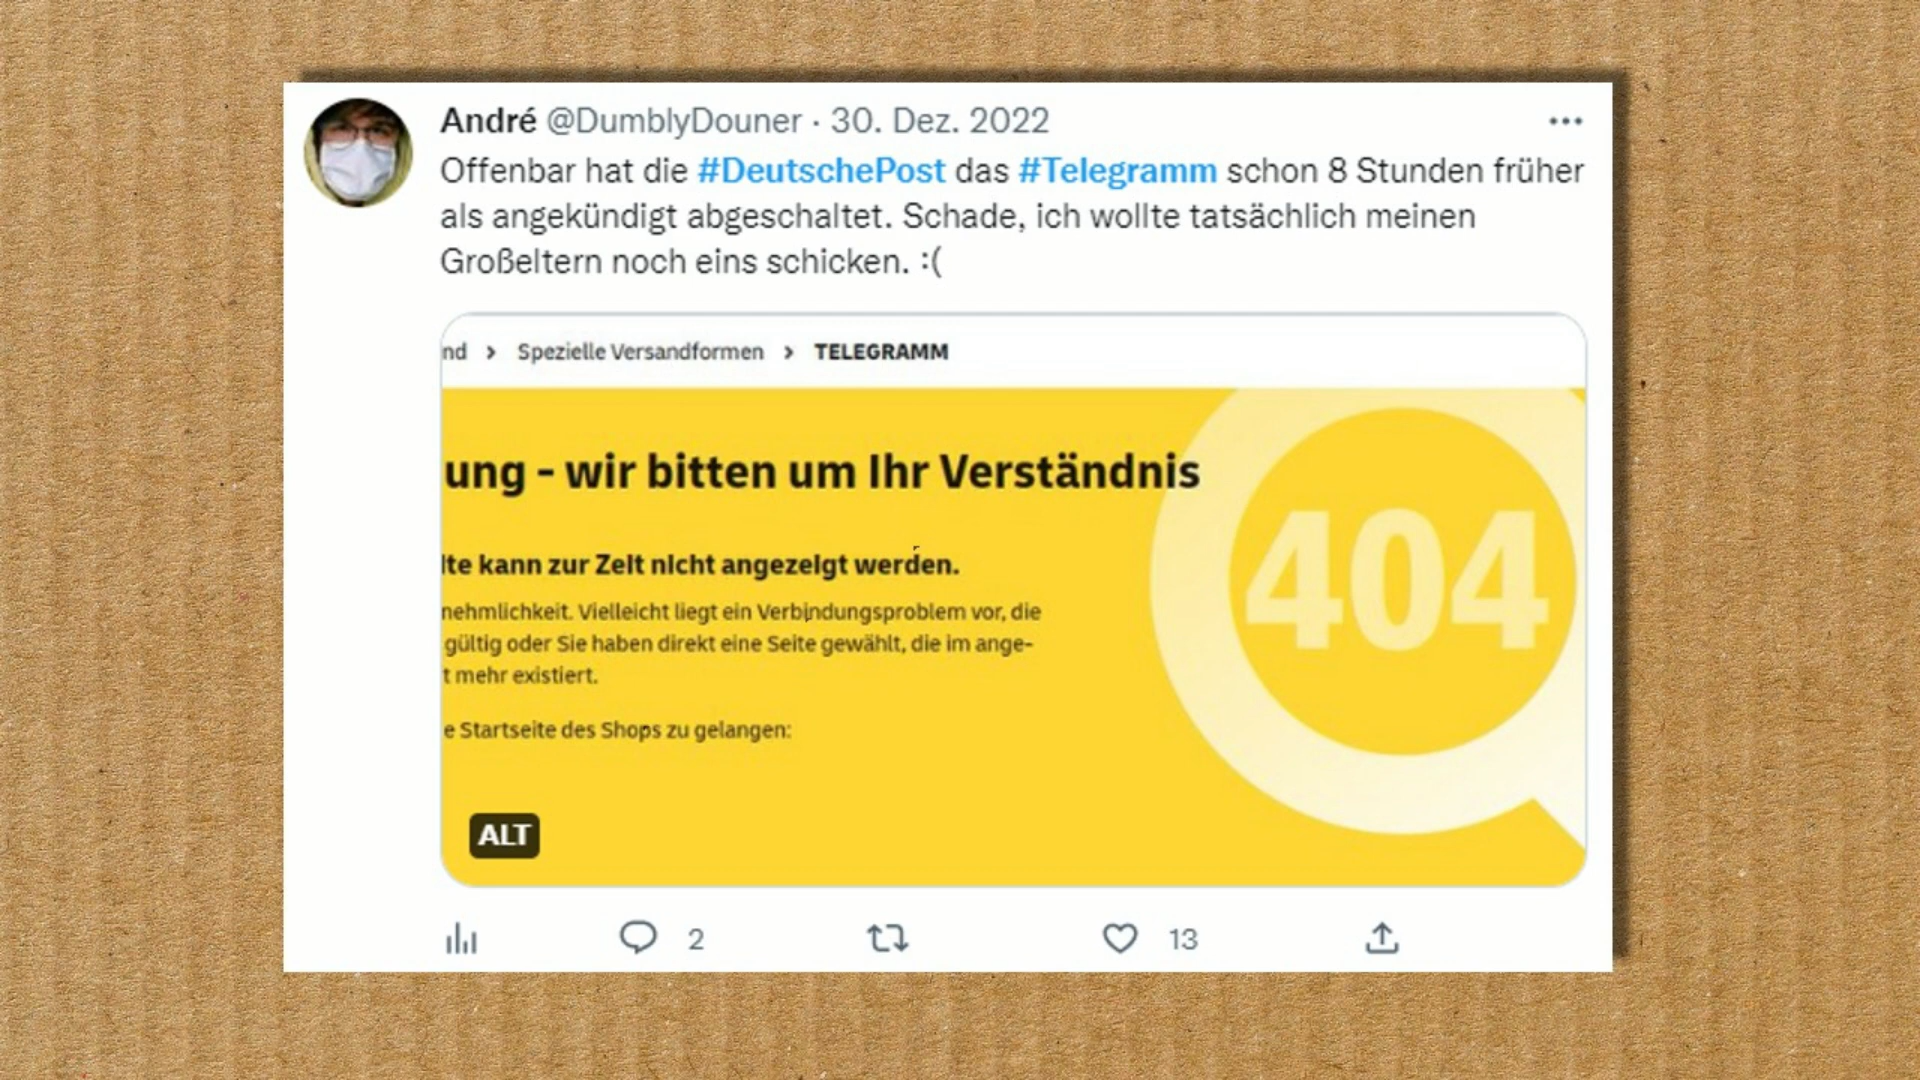 André @DumblyDouner · 30. Dez. 2022
Offenbar hat die #DeutschePost das #Telegramm schon 8 Stunden früher
als angekündigt abgeschaltet. Schade, ich wollte tatsächlich meinen
Großeltern noch eins schicken. :(
nd > Spezielle Versandformen > TELEGRAMM
ung - wir bitten um Ihr Verständnis
404
lte kann zur Zeit nicht angezeigt werden.
nehmlichkeit. Vielleicht liegt ein Verbindungsproblem vor, die
gültig oder Sie haben direkt eine Seite gewählt, die im ange-
t mehr existiert.
e Startseite des Shops zu gelangen:
ALT
2 13